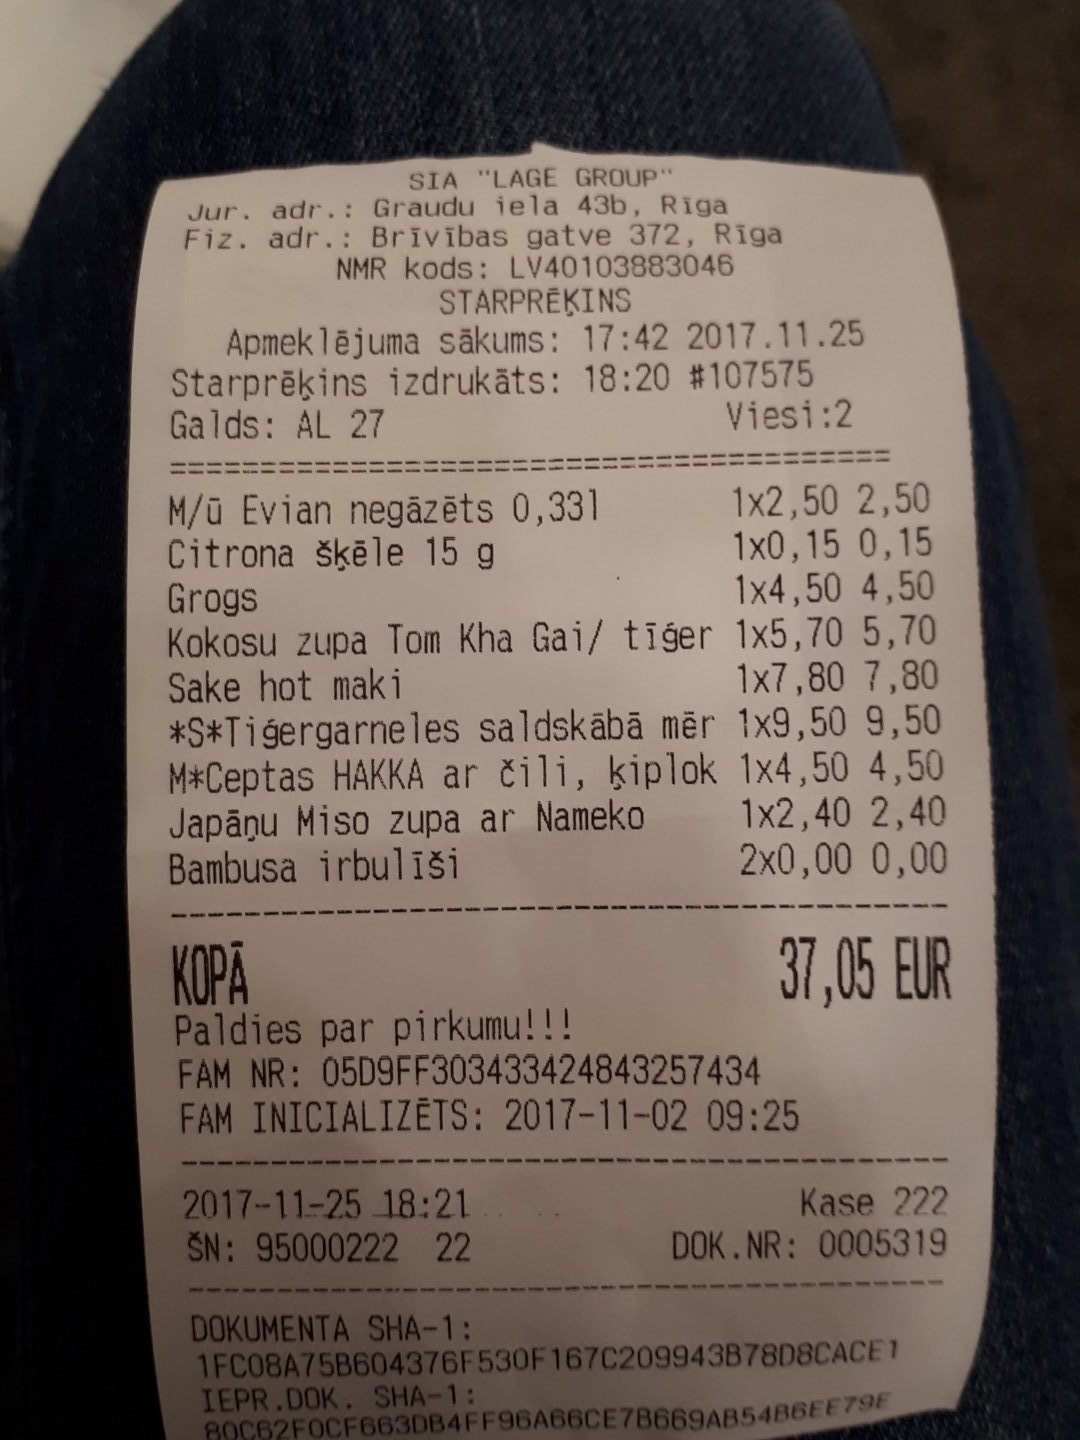 SIA "LAGE GROUP"
Jur. adr.: Graudu iela 43b, Rīga
Fiz. adr.: Brīvības gatve 372, Rīga
NMR kods: LV40103883046
STARPRĒĶINS
Apmeklējuma sākums: 17:42 2017.11.25
Starprēķins izdrukāts: 18:20 #107575
Galds: AL 27 Viesi:2
========================================
M/ū Evian negāzēts 0,33l 1x2,50 2,50
Citrona šķēle 15 g 1x0,15 0,15
Grogs 1x4,50 4,50
Kokosu zupa Tom Kha Gai/ tīģer 1x5,70 5,70
Sake hot maki 1x7,80 7,80
*S*Tiģergarneles saldskābā mēr 1x9,50 9,50
M*Ceptas HAKKA ar čili, ķiplok 1x4,50 4,50
Japāņu Miso zupa ar Nameko 1x2,40 2,40
Bambusa irbulīši 2x0,00 0,00
----------------------------------------
KOPĀ 37,05 EUR
Paldies par pirkumu!!!
FAM NR: 05D9FF303433424843257434
FAM INICIALIZĒTS: 2017-11-02 09:25
----------------------------------------
2017-11-25 18:21 Kase 222
ŠN: 95000222 22 DOK.NR: 0005319
----------------------------------------
DOKUMENTA SHA-1:
1FC08A75B604376F530F167C209943B78D8CACE1
IEPR.DOK. SHA-1:
80C62F0CF663DB4FF96A66CE7B669AB54B6EE79E